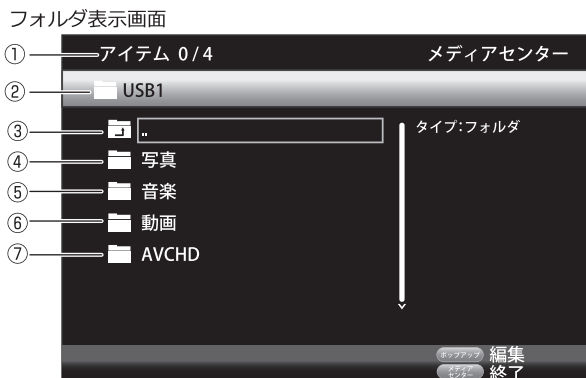 フォルダ表示画面
① アイテム 0/4 メディアセンター
② USB1
③ .. タイプ:フォルダ
④ 写真
⑤ 音楽
⑥ 動画
⑦ AVCHD
ポップアップ 編集
メディアセンター 終了